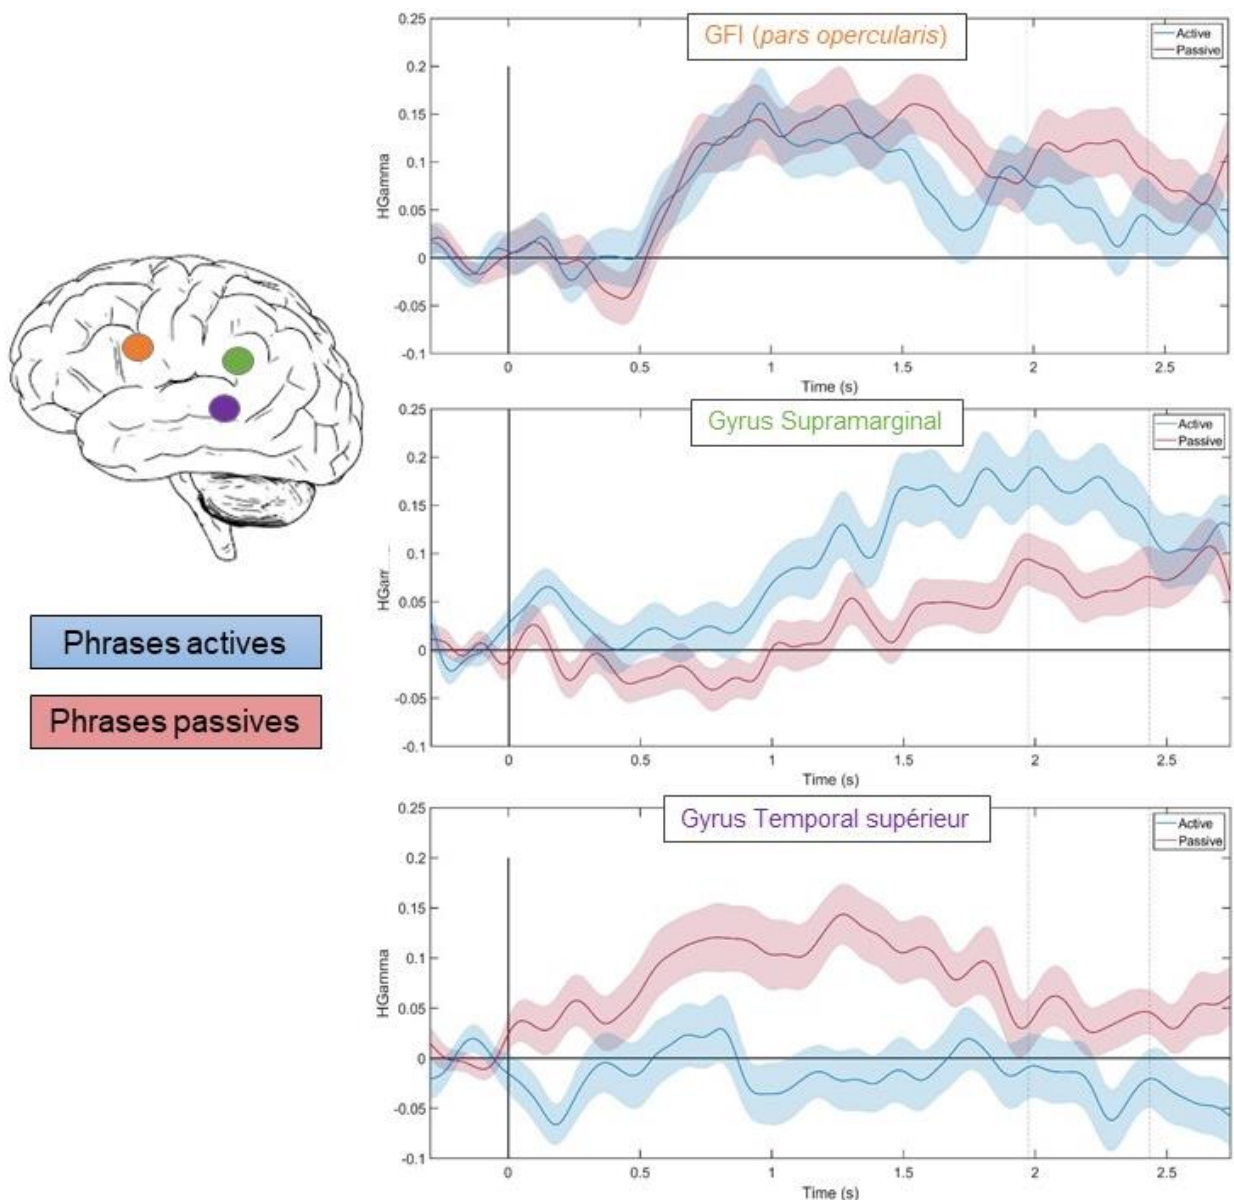 GFI (pars opercularis)
Active
Passive
0.25
0.2
0.15
0.1
0.05
0
-0.05
-0.1
HGamma
0 0.5 1 1.5 2 2.5
Time (s)
Gyrus Supramarginal
Active
Passive
0.25
0.2
0.15
0.1
0.05
0
-0.05
-0.1
0 0.5 1 1.5 2 2.5
Time (s)
Phrases actives
Phrases passives
Gyrus Temporal supérieur
Active
Passive
0.25
0.2
0.15
0.1
0.05
0
-0.05
-0.1
HGamma
0 0.5 1 1.5 2 2.5
Time (s)